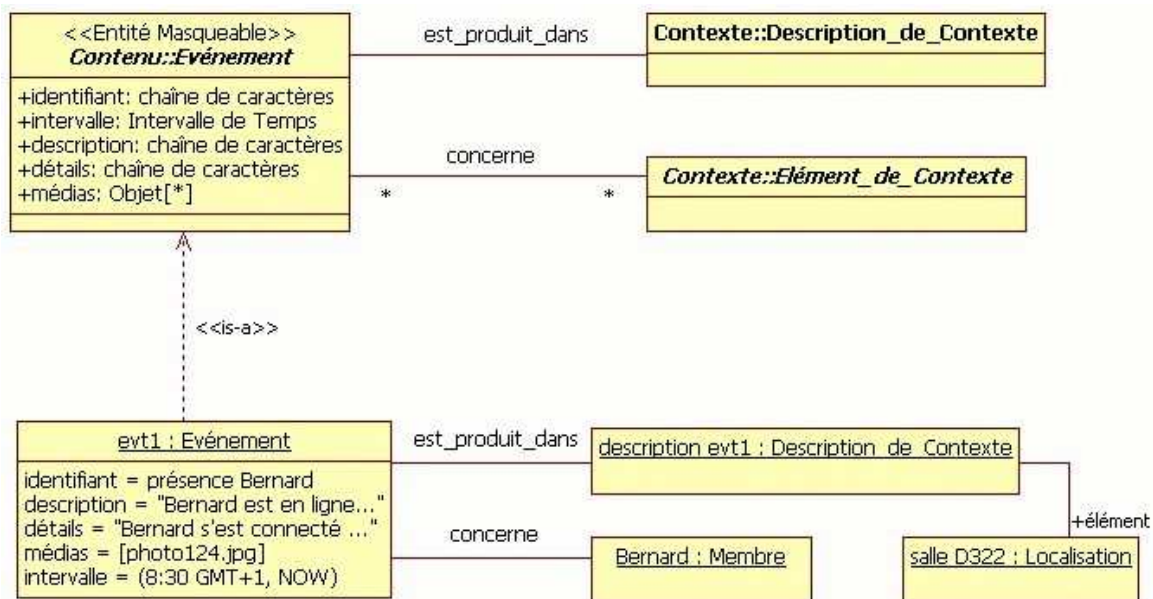 <<Entité Masqueable>>
Contenu::Evénement
+identifiant: chaîne de caractères
+intervalle: Intervalle de Temps
+description: chaîne de caractères
+détails: chaîne de caractères
+médias: Objet[*]
est_produit_dans
Contexte::Description_de_Contexte
concerne
*
*
Contexte::Elément_de_Contexte
<<is-a>>
evt1 : Evénement
identifiant = présence Bernard
description = "Bernard est en ligne..."
détails = "Bernard s'est connecté ..."
médias = [photo124.jpg]
intervalle = (8:30 GMT+1, NOW)
est_produit_dans
description evt1 : Description_de_Contexte
+élément
concerne
Bernard : Membre
salle D322 : Localisation